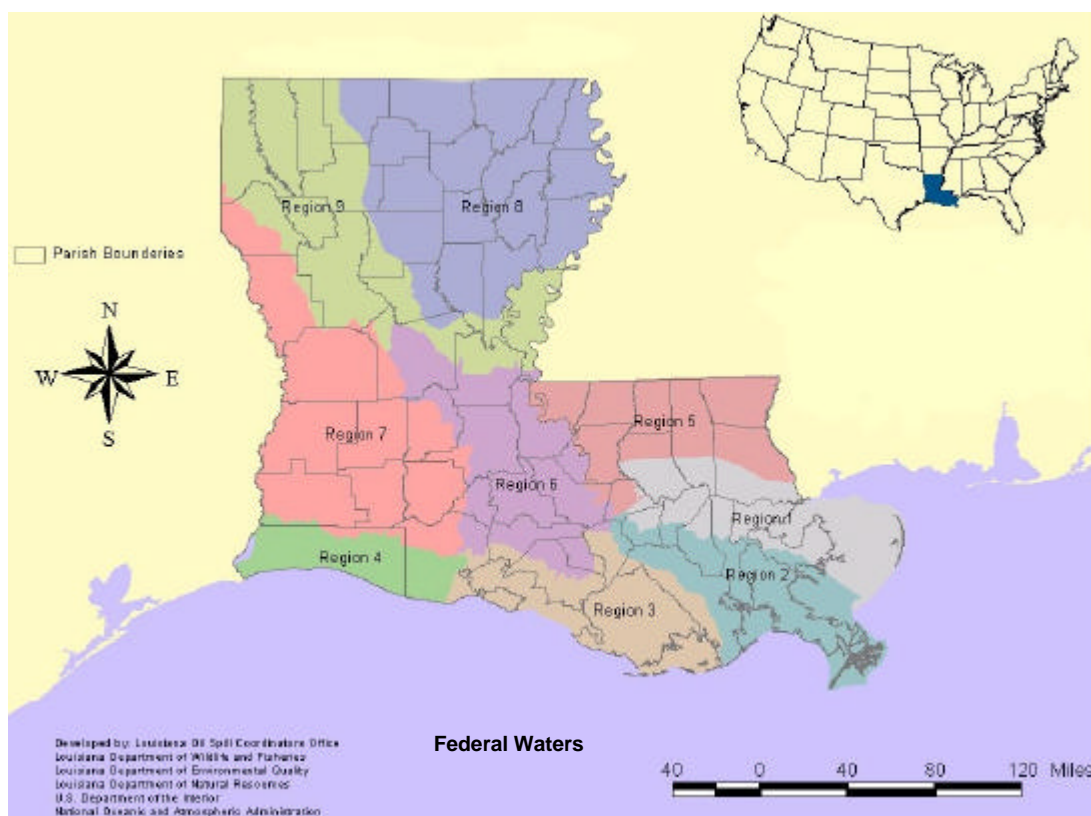 Region 9
Region 8
Parish Bounderies
N
W E
S
Region 5
Region 7
Region 6
Region 1
Region 4
Region 2
Region 3
Federal Waters
Developed by: Louisiana Oil Spill Coordinators Office
Louisiana Department of Wildlife and Fisheries
Louisiana Department of Environmental Quality
Louisiana Department of Natural Resources
U.S. Department of the Interior
National Oceanic and Atmospheric Administration
40 0 40 80 120 Miles